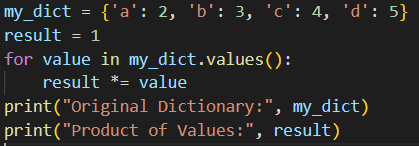 my_dict = {'a': 2, 'b': 3, 'c': 4, 'd': 5}
result = 1
for value in my_dict.values():
    result *= value
print("Original Dictionary:", my_dict)
print("Product of Values:", result)